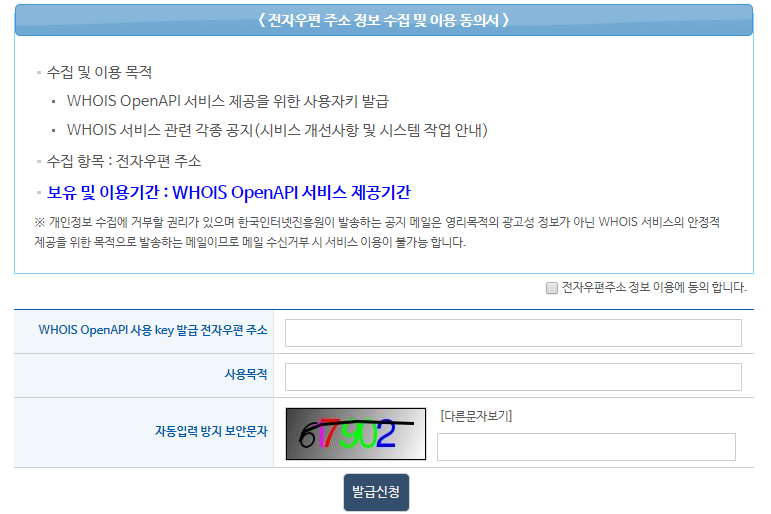 < 전자우편 주소 정보 수집 및 이용 동의서 >
수집 및 이용 목적
WHOIS OpenAPI 서비스 제공을 위한 사용자키 발급
WHOIS 서비스 관련 각종 공지(시비스 개선사항 및 시스템 작업 안내)
수집 항목 : 전자우편 주소
보유 및 이용기간 : WHOIS OpenAPI 서비스 제공기간
※ 개인정보 수집에 거부할 권리가 있으며 한국인터넷진흥원이 발송하는 공지 메일은 영리목적의 광고성 정보가 아닌 WHOIS 서비스의 안정적
제공을 위한 목적으로 발송하는 메일이므로 메일 수신거부 시 서비스 이용이 불가능 합니다.
전자우편주소 정보 이용에 동의 합니다.
WHOIS OpenAPI 사용 key 발급 전자우편 주소
사용목적
자동입력 방지 보안문자
617902
[다른문자보기]
발급신청